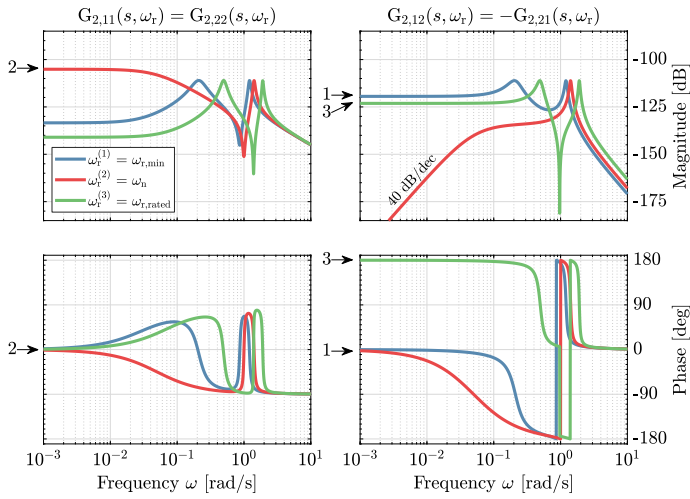 G₂,₁₁(s, ωᵣ) = G₂,₂₂(s, ωᵣ)
G₂,₁₂(s, ωᵣ) = −G₂,₂₁(s, ωᵣ)
2
1
3
-100
-125
-150
-175
Magnitude [dB]
ωᵣ⁽¹⁾ = ωᵣ,min
ωᵣ⁽²⁾ = ωₙ
ωᵣ⁽³⁾ = ωᵣ,rated
40 dB/dec
2
3
1
180
90
0
-90
-180
Phase [deg]
10⁻³
10⁻²
10⁻¹
10⁰
10¹
10⁻³
10⁻²
10⁻¹
10⁰
10¹
Frequency ω [rad/s]
Frequency ω [rad/s]